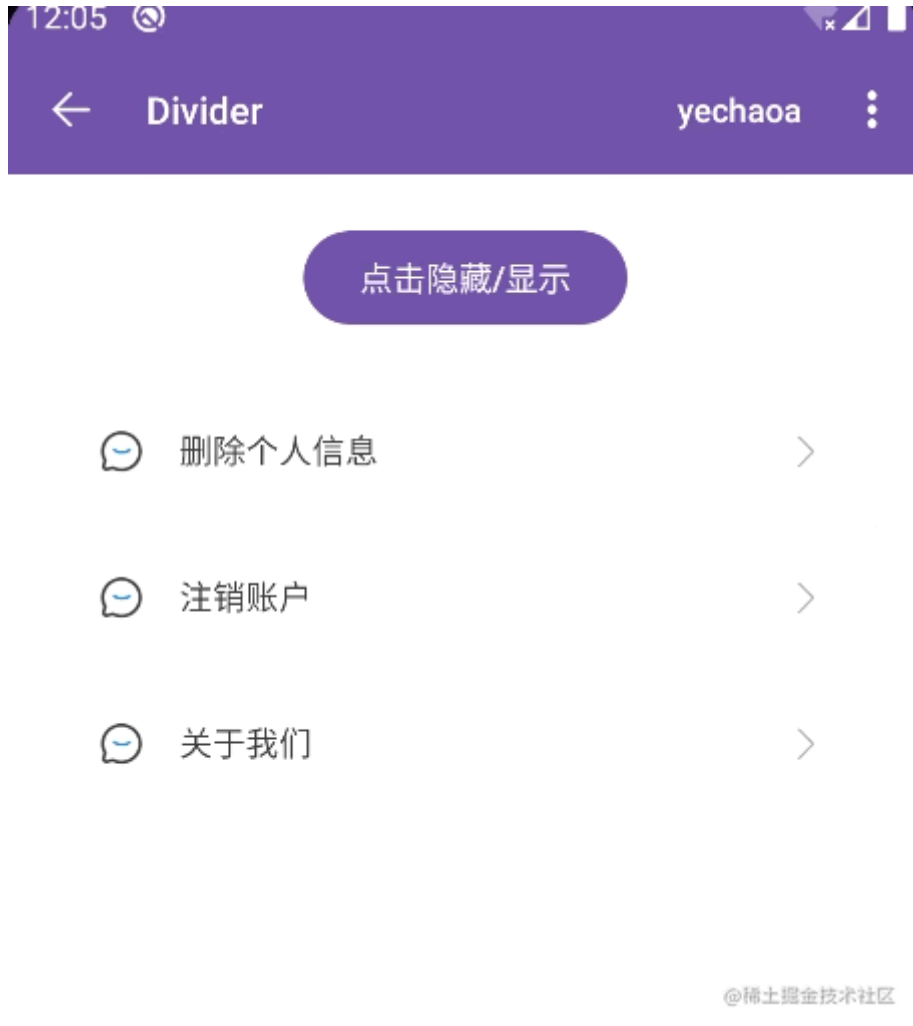 12:05
Divider
yechaoa
点击隐藏/显示
删除个人信息
注销账户
关于我们
@稀土掘金技术社区